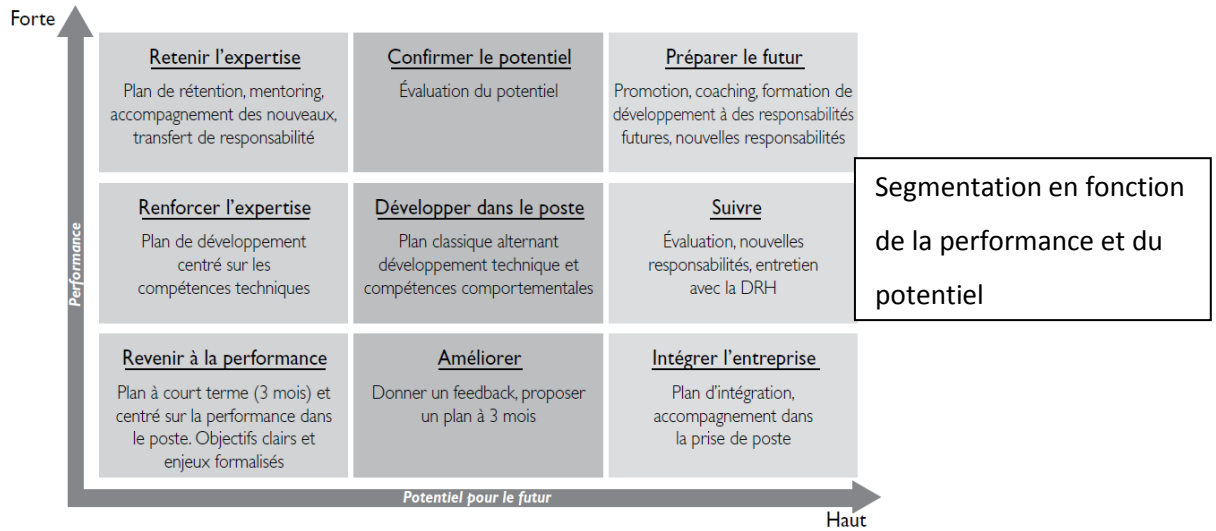 Forte
Retenir l'expertise
Plan de rétention, mentoring,
accompagnement des nouveaux,
transfert de responsabilité
Confirmer le potentiel
Évaluation du potentiel
Préparer le futur
Promotion, coaching, formation de
développement à des responsabilités
futures, nouvelles responsabilités
Segmentation en fonction
de la performance et du
potentiel
Performance
Renforcer l'expertise
Plan de développement
centré sur les
compétences techniques
Développer dans le poste
Plan classique alternant
développement technique et
compétences comportementales
Suivre
Évaluation, nouvelles
responsabilités, entretien
avec la DRH
Revenir à la performance
Plan à court terme (3 mois) et
centré sur la performance dans
le poste. Objectifs clairs et
enjeux formalisés
Améliorer
Donner un feedback, proposer
un plan à 3 mois
Intégrer l'entreprise
Plan d'intégration,
accompagnement dans
la prise de poste
Potentiel pour le futur
Haut